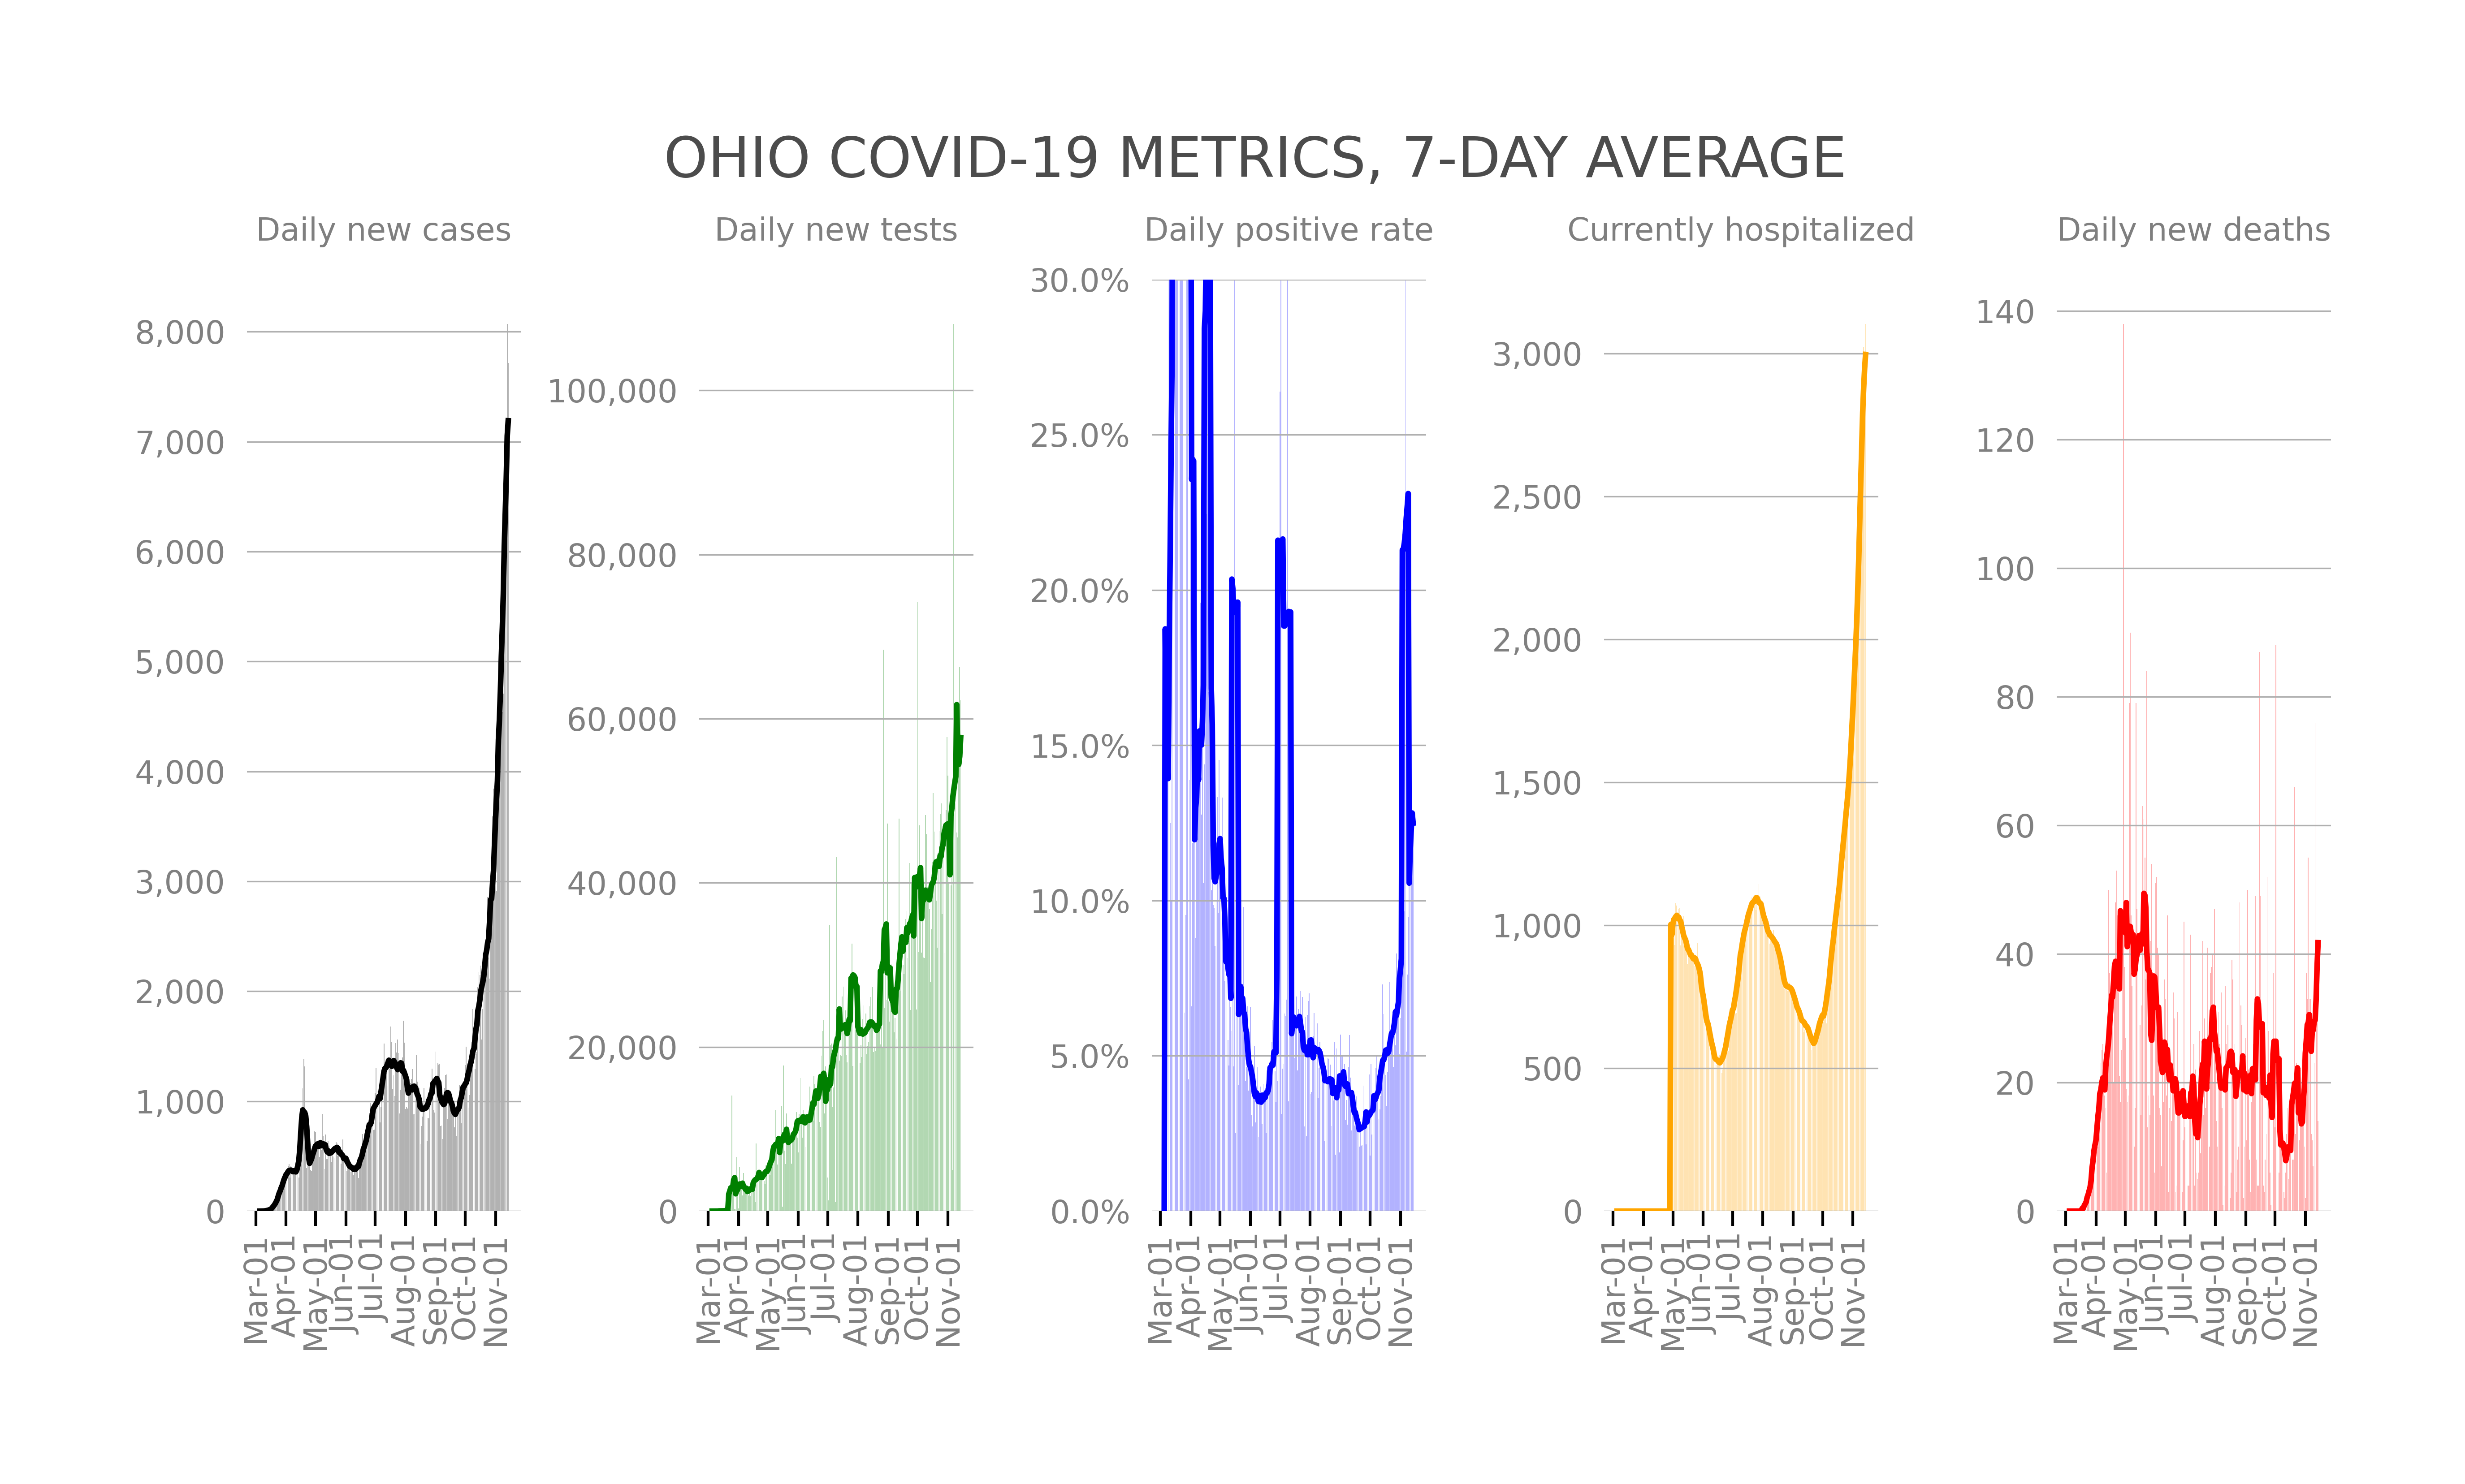 OHIO COVID-19 METRICS, 7-DAY AVERAGE
Daily new cases
8,000
7,000
6,000
5,000
4,000
3,000
2,000
1,000
0
Mar-01
Apr-01
May-01
Jun-01
Jul-01
Aug-01
Sep-01
Oct-01
Nov-01
Daily new tests
100,000
80,000
60,000
40,000
20,000
0
Mar-01
Apr-01
May-01
Jun-01
Jul-01
Aug-01
Sep-01
Oct-01
Nov-01
Daily positive rate
30.0%
25.0%
20.0%
15.0%
10.0%
5.0%
0.0%
Mar-01
Apr-01
May-01
Jun-01
Jul-01
Aug-01
Sep-01
Oct-01
Nov-01
Currently hospitalized
3,000
2,500
2,000
1,500
1,000
500
0
Mar-01
Apr-01
May-01
Jun-01
Jul-01
Aug-01
Sep-01
Oct-01
Nov-01
Daily new deaths
140
120
100
80
60
40
20
0
Mar-01
Apr-01
May-01
Jun-01
Jul-01
Aug-01
Sep-01
Oct-01
Nov-01